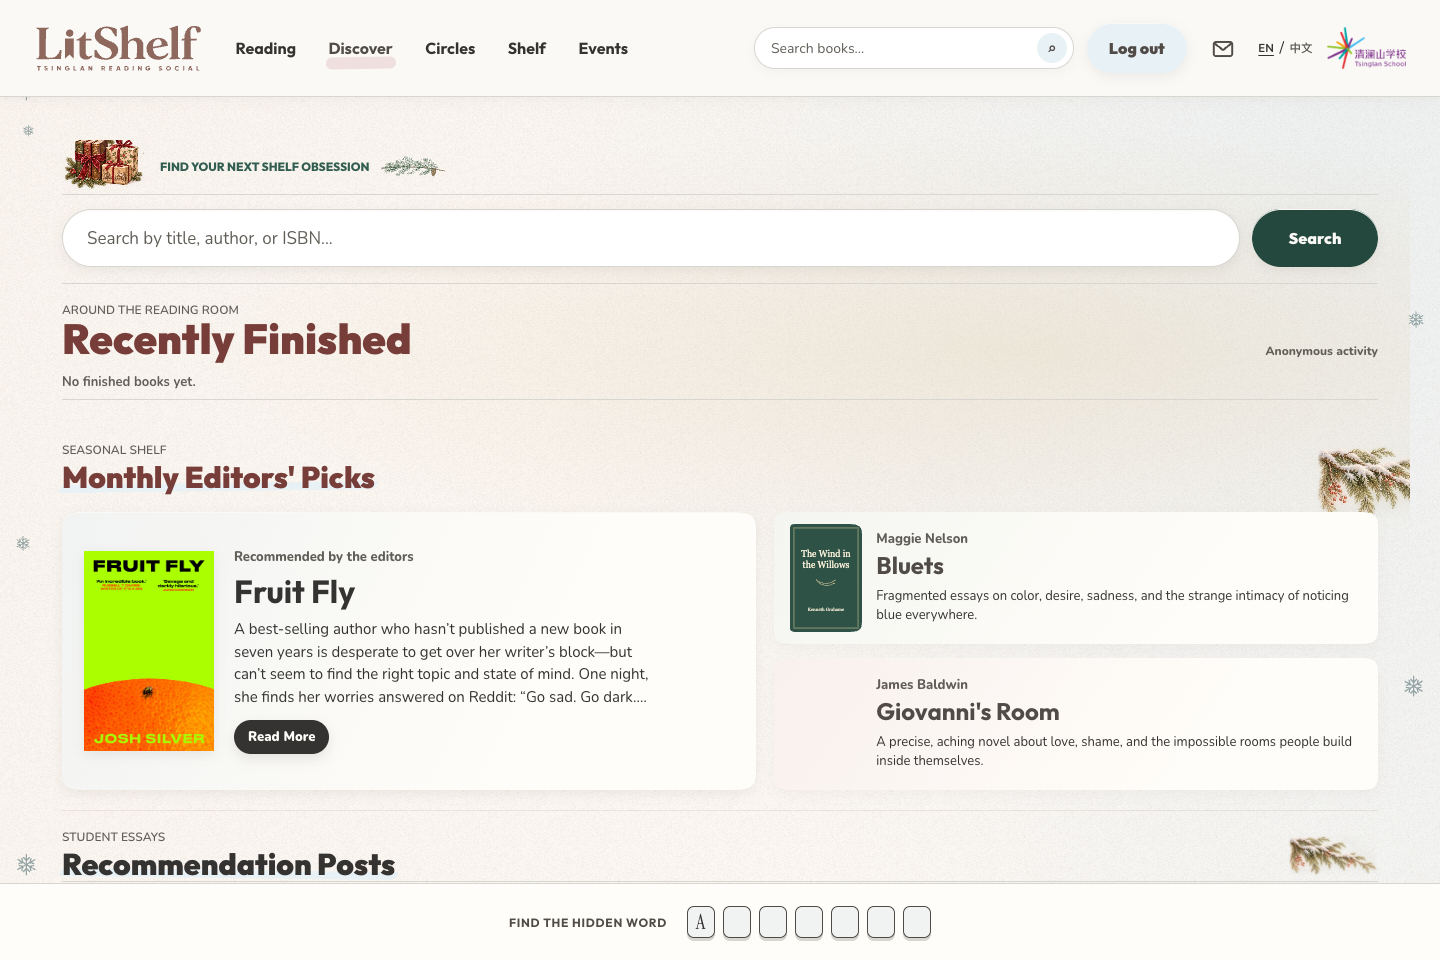 LitShelf
TSINGLAN READING SOCIAL
Reading
Discover
Circles
Shelf
Events
Search books...
Log out
EN / 中文
清澜山学校
Tsinglan School
FIND YOUR NEXT SHELF OBSESSION
Search by title, author, or ISBN...
Search
AROUND THE READING ROOM
Recently Finished
Anonymous activity
No finished books yet.
SEASONAL SHELF
Monthly Editors' Picks
FRUIT FLY
JOSH SILVER
Recommended by the editors
Fruit Fly
A best-selling author who hasn’t published a new book in
seven years is desperate to get over her writer’s block—but
can’t seem to find the right topic and state of mind. One night,
she finds her worries answered on Reddit: “Go sad. Go dark....
Read More
The Wind in
the Willows
Kenneth Grahame
Maggie Nelson
Bluets
Fragmented essays on color, desire, sadness, and the strange intimacy of noticing
blue everywhere.
James Baldwin
Giovanni's Room
A precise, aching novel about love, shame, and the impossible rooms people build
inside themselves.
STUDENT ESSAYS
Recommendation Posts
FIND THE HIDDEN WORD
A